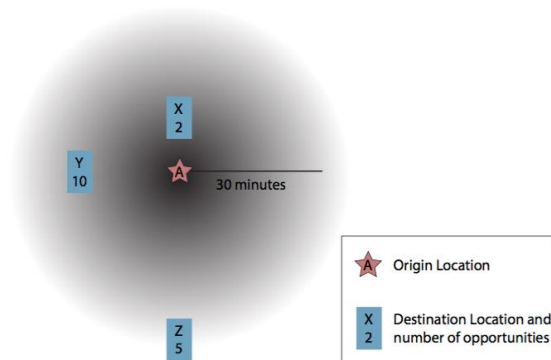 X
2
Y
10
A
30 minutes
Z
5
A
Origin Location
X
2
Destination Location and
number of opportunities